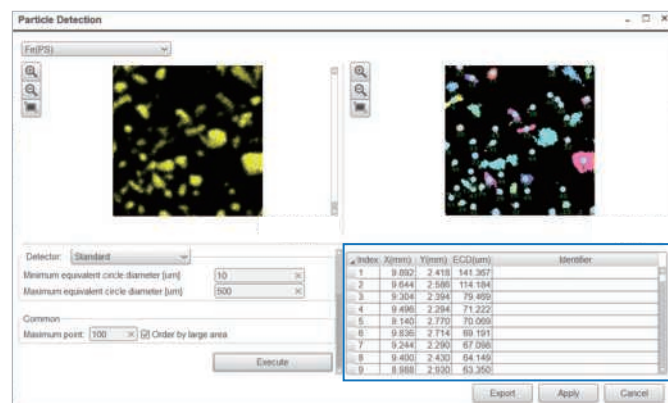 Particle Detection
Fe(PS)
Detector: Standard
Minimum equivalent circle diameter [um] 10
Maximum equivalent circle diameter [um] 500
Common
Maximum point: 100 Order by large area
Execute
Index X(mm) Y(mm) ECD(um) Identifier
1 9.892 2.418 141.367
2 9.644 2.586 114.184
3 9.304 2.394 79.469
4 9.496 2.294 71.222
5 9.140 2.770 70.069
6 9.836 2.714 69.191
7 9.244 2.290 67.098
8 9.400 2.430 64.149
9 8.988 2.930 63.350
Export Apply Cancel